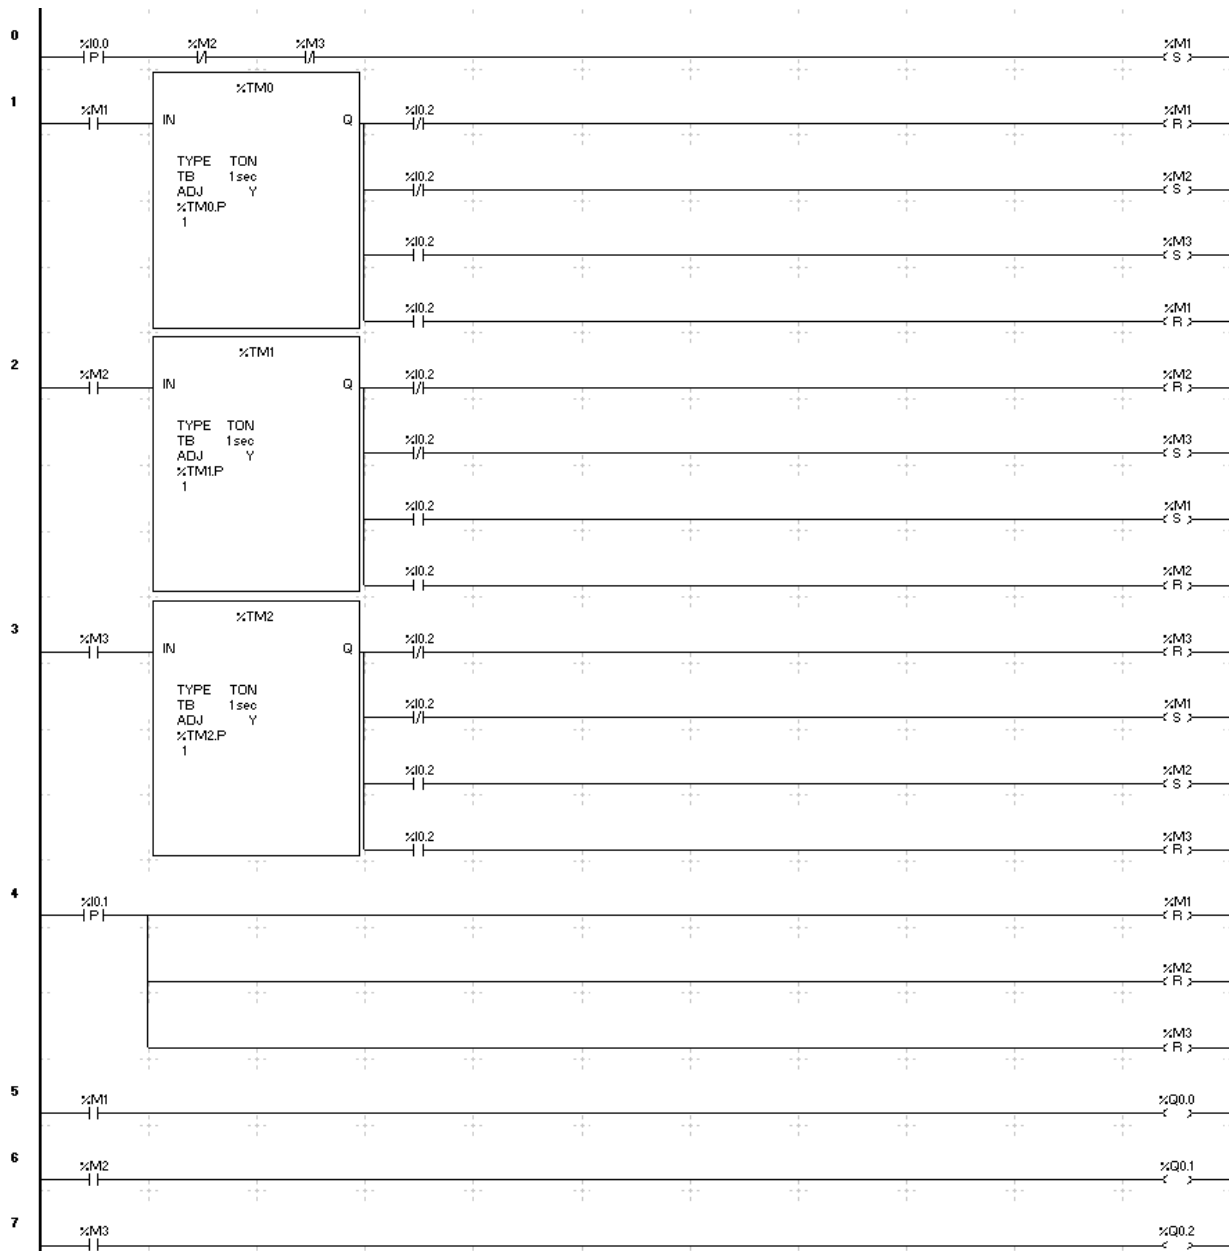 0
%I0.0 %M2 %M3 %M1
P S
1
%TM0
%M1 %I0.2 %M1
IN Q R
TYPE TON
TB 1sec
ADJ Y
%TM0.P
1
%I0.2 %M2
S
%I0.2 %M3
S
%I0.2 %M1
R
2
%TM1
%M2 %I0.2 %M2
IN Q R
TYPE TON
TB 1sec
ADJ Y
%TM1.P
1
%I0.2 %M3
S
%I0.2 %M1
S
%I0.2 %M2
R
3
%TM2
%M3 %I0.2 %M3
IN Q R
TYPE TON
TB 1sec
ADJ Y
%TM2.P
1
%I0.2 %M1
S
%I0.2 %M2
S
%I0.2 %M3
R
4
%I0.1 %M1
P R
%M2
R
%M3
R
5
%M1 %Q0.0
6
%M2 %Q0.1
7
%M3 %Q0.2